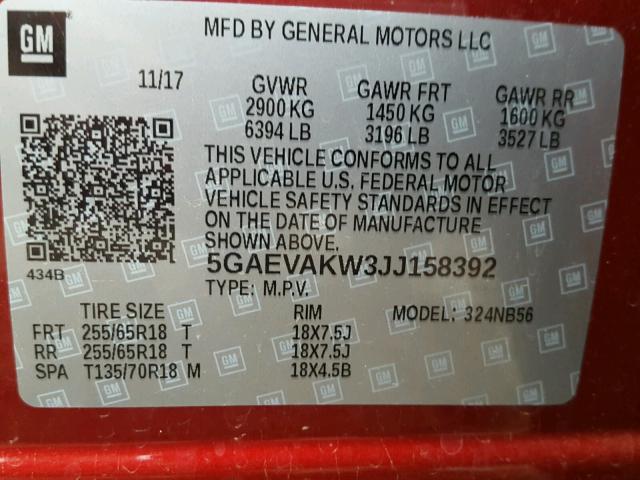 GM
MFD BY GENERAL MOTORS LLC
11/17
GVWR GAWR FRT GAWR RR
2900 KG 1450 KG 1600 KG
6394 LB 3196 LB 3527 LB
THIS VEHICLE CONFORMS TO ALL
APPLICABLE U.S. FEDERAL MOTOR
VEHICLE SAFETY STANDARDS IN EFFECT
ON THE DATE OF MANUFACTURE
SHOWN ABOVE.
434B
5GAEVAKW3JJ158392
TYPE: M.P.V.
TIRE SIZE RIM MODEL: 324NB56
FRT 255/65R18 T 18X7.5J
RR 255/65R18 T 18X7.5J
SPA T135/70R18 M 18X4.5B